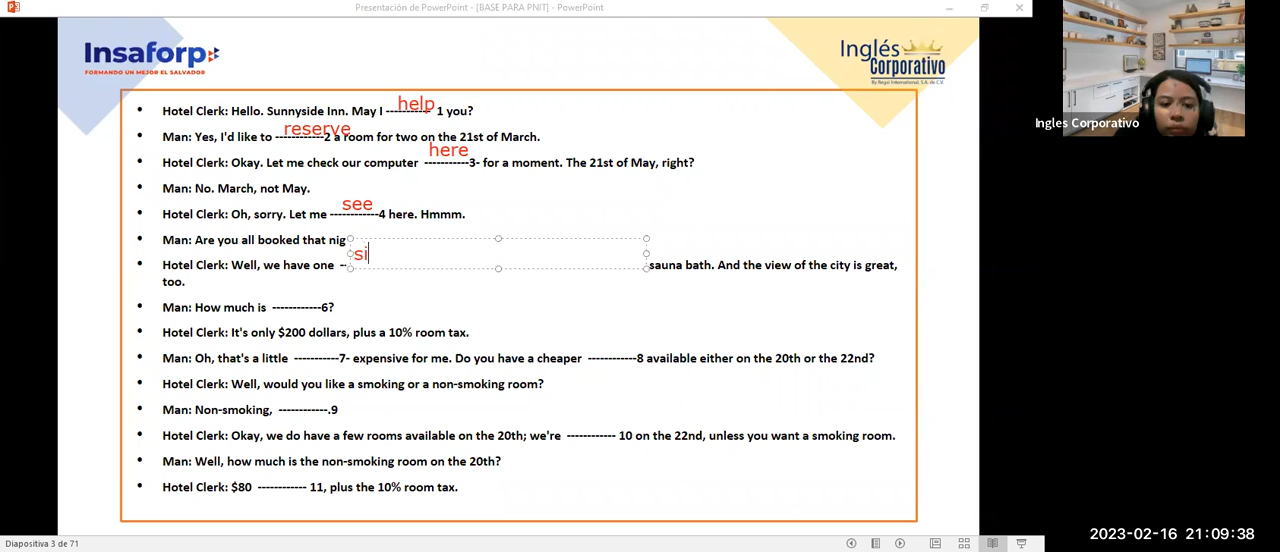 Presentación de PowerPoint - [BASE PARA PNIT] - PowerPoint
Insaforp
FORMANDO UN MEJOR EL SALVADOR
Inglés
Corporativo
By Regal International, S.A. de C.V.
help
• Hotel Clerk: Hello. Sunnyside Inn. May I ----------- 1 you?
reserve
• Man: Yes, I'd like to ------------2 a room for two on the 21st of March.
here
• Hotel Clerk: Okay. Let me check our computer -----------3- for a moment. The 21st of May, right?
• Man: No. March, not May.
see
• Hotel Clerk: Oh, sorry. Let me ------------4 here. Hmmm.
• Man: Are you all booked that nig
si
• Hotel Clerk: Well, we have one -- sauna bath. And the view of the city is great,
too.
• Man: How much is ------------6?
• Hotel Clerk: It's only $200 dollars, plus a 10% room tax.
• Man: Oh, that's a little -----------7- expensive for me. Do you have a cheaper ------------8 available either on the 20th or the 22nd?
• Hotel Clerk: Well, would you like a smoking or a non-smoking room?
• Man: Non-smoking, ------------.9
• Hotel Clerk: Okay, we do have a few rooms available on the 20th; we're ------------ 10 on the 22nd, unless you want a smoking room.
• Man: Well, how much is the non-smoking room on the 20th?
• Hotel Clerk: $80 ------------ 11, plus the 10% room tax.
Diapositiva 3 de 71
Ingles Corporativo
2023-02-16 21:09:38